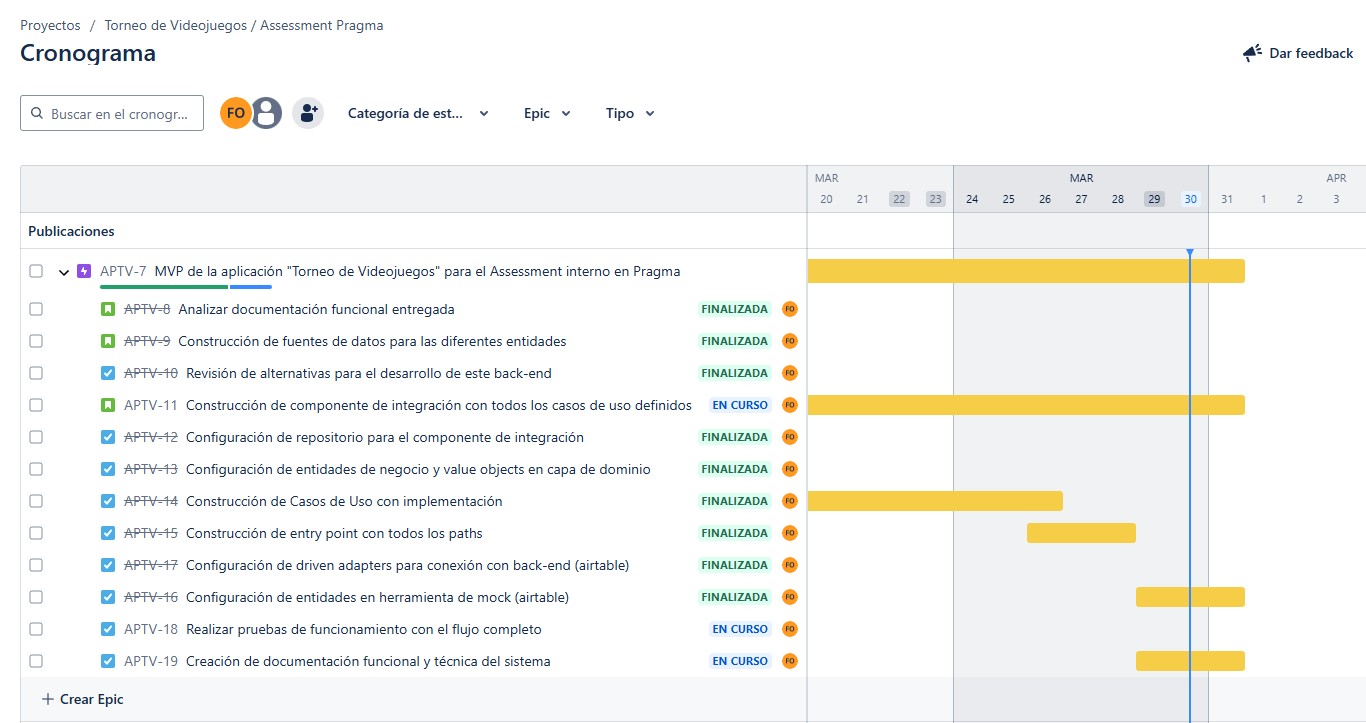 Proyectos / Torneo de Videojuegos / Assessment Pragma
Cronograma
Dar feedback
Buscar en el cronogr...
FO
Categoría de est...
Epic
Tipo
MAR MAR APR
20 21 22 23 24 25 26 27 28 29 30 31 1 2 3
Publicaciones
APTV-7 MVP de la aplicación "Torneo de Videojuegos" para el Assessment interno en Pragma
APTV-8 Analizar documentación funcional entregada FINALIZADA FO
APTV-9 Construcción de fuentes de datos para las diferentes entidades FINALIZADA FO
APTV-10 Revisión de alternativas para el desarrollo de este back-end FINALIZADA FO
APTV-11 Construcción de componente de integración con todos los casos de uso definidos EN CURSO FO
APTV-12 Configuración de repositorio para el componente de integración FINALIZADA FO
APTV-13 Configuración de entidades de negocio y value objects en capa de dominio FINALIZADA FO
APTV-14 Construcción de Casos de Uso con implementación FINALIZADA FO
APTV-15 Construcción de entry point con todos los paths FINALIZADA FO
APTV-17 Configuración de driven adapters para conexión con back-end (airtable) FINALIZADA FO
APTV-16 Configuración de entidades en herramienta de mock (airtable) FINALIZADA FO
APTV-18 Realizar pruebas de funcionamiento con el flujo completo EN CURSO FO
APTV-19 Creación de documentación funcional y técnica del sistema EN CURSO FO
+ Crear Epic